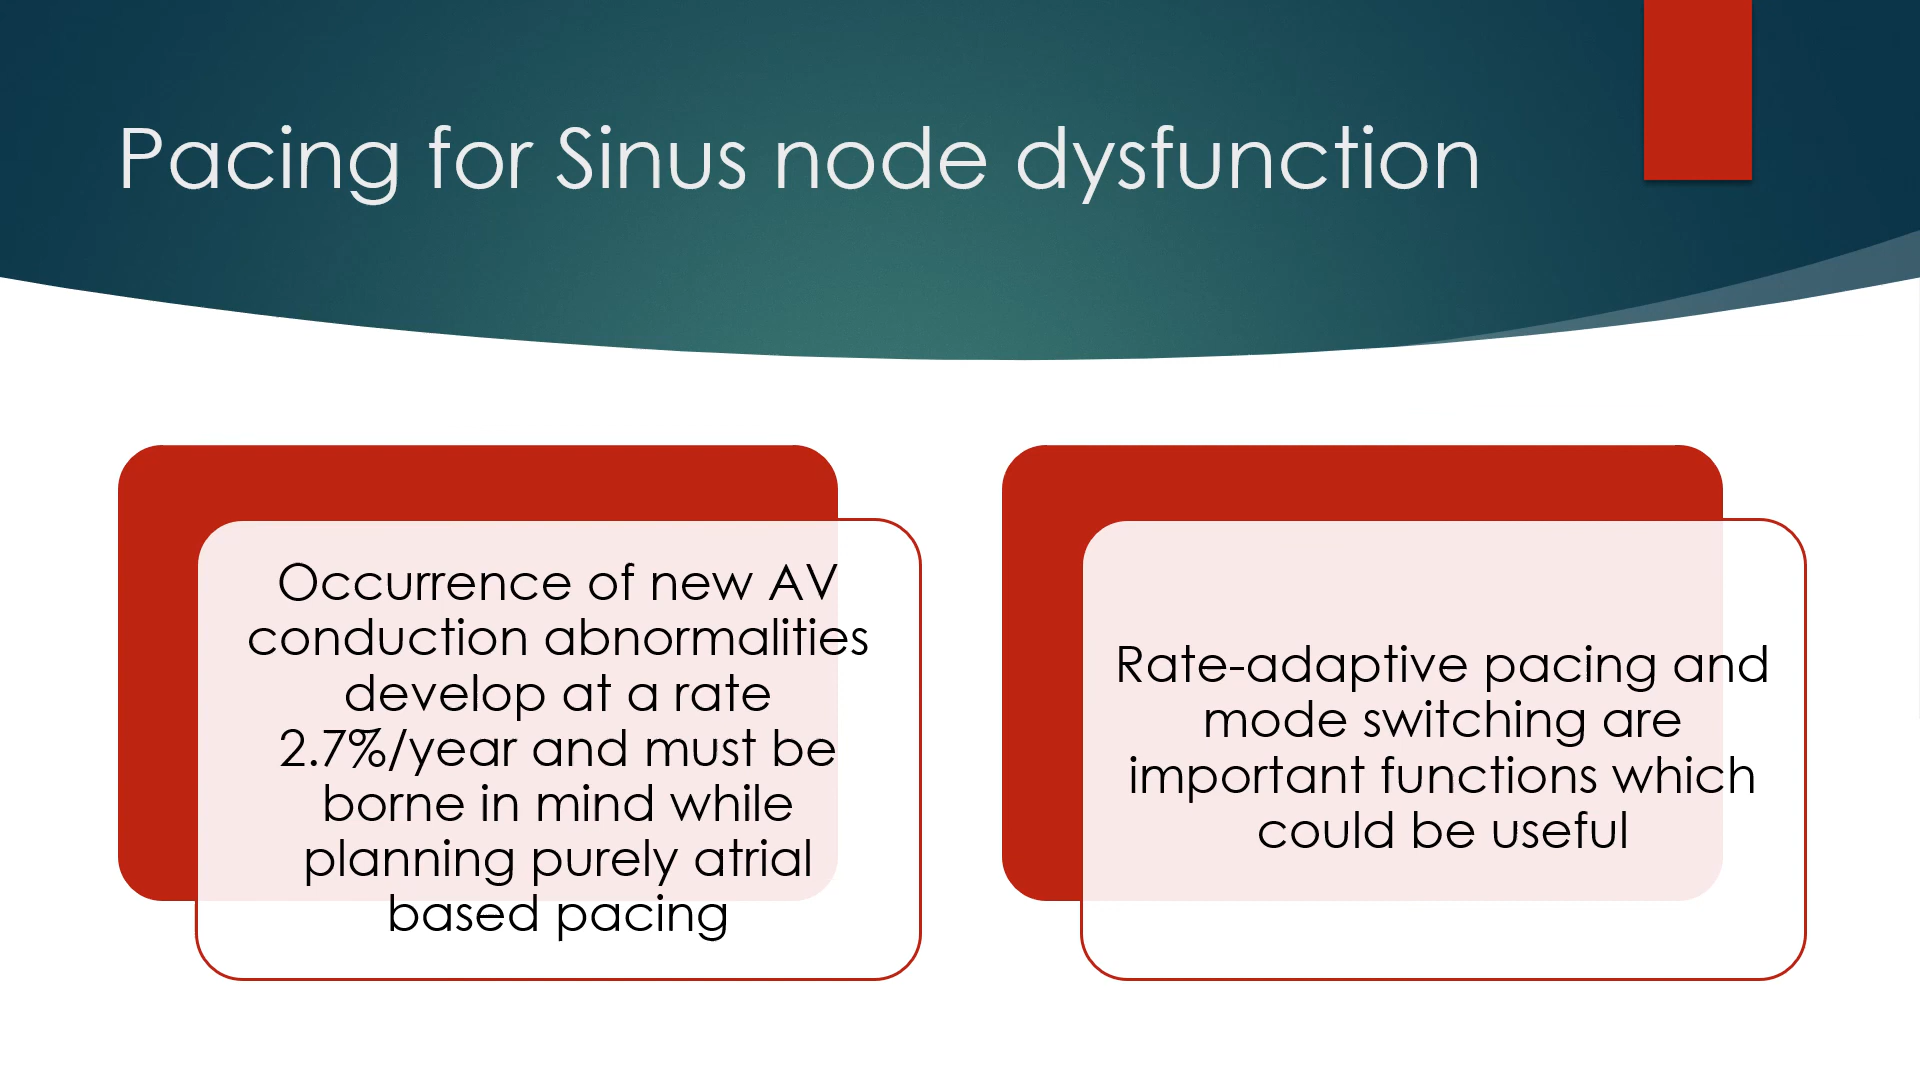 Pacing for Sinus node dysfunction
Occurrence of new AV
conduction abnormalities
develop at a rate
2.7%/year and must be
borne in mind while
planning purely atrial
based pacing
Rate-adaptive pacing and
mode switching are
important functions which
could be useful